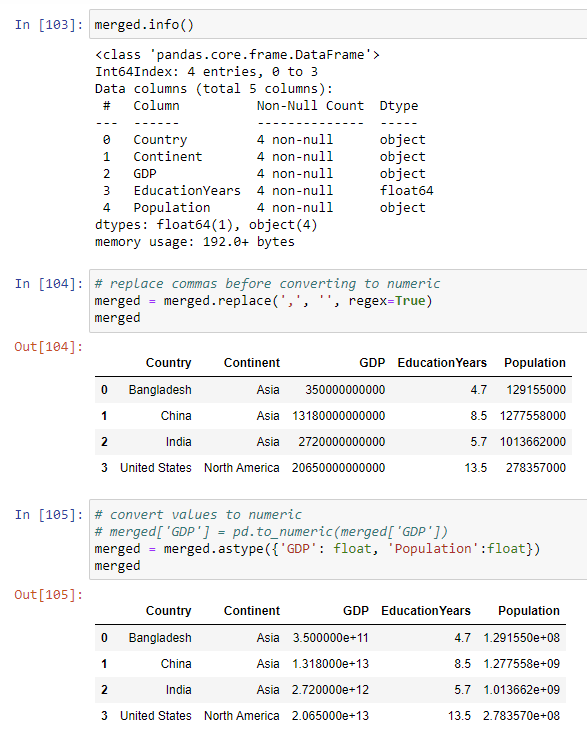 In [103]: merged.info()
<class 'pandas.core.frame.DataFrame'>
Int64Index: 4 entries, 0 to 3
Data columns (total 5 columns):
 #   Column          Non-Null Count  Dtype
---  ------          --------------  -----
 0   Country         4 non-null      object
 1   Continent       4 non-null      object
 2   GDP             4 non-null      object
 3   EducationYears  4 non-null      float64
 4   Population      4 non-null      object
dtypes: float64(1), object(4)
memory usage: 192.0+ bytes
In [104]: # replace commas before converting to numeric
merged = merged.replace(',', '', regex=True)
merged
Out[104]:
Country Continent GDP EducationYears Population
0 Bangladesh Asia 350000000000 4.7 129155000
1 China Asia 13180000000000 8.5 1277558000
2 India Asia 2720000000000 5.7 1013662000
3 United States North America 20650000000000 13.5 278357000
In [105]: # convert values to numeric
# merged['GDP'] = pd.to_numeric(merged['GDP'])
merged = merged.astype({'GDP': float, 'Population':float})
merged
Out[105]:
Country Continent GDP EducationYears Population
0 Bangladesh Asia 3.500000e+11 4.7 1.291550e+08
1 China Asia 1.318000e+13 8.5 1.277558e+09
2 India Asia 2.720000e+12 5.7 1.013662e+09
3 United States North America 2.065000e+13 13.5 2.783570e+08